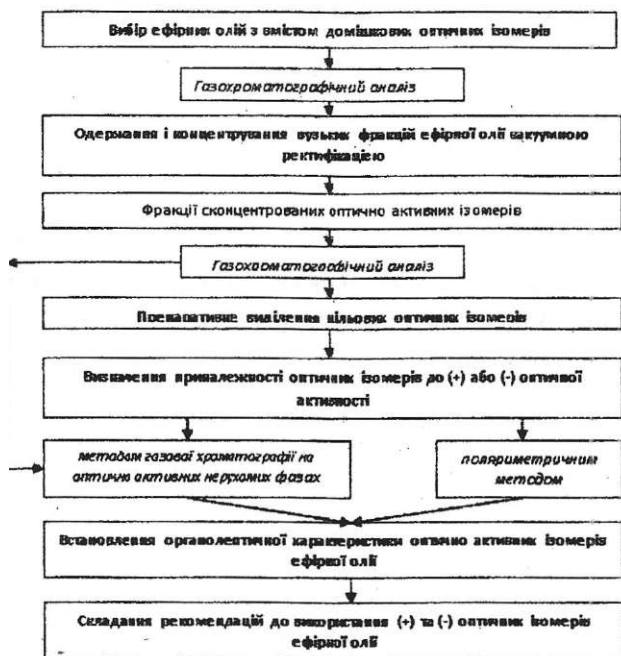 Вибір ефірних олій з вмістом домішкових оптичних ізомерів
Газохроматографічний аналіз
Одержання і концентрування вузьких фракцій ефірної олії вакуумною
ректифікацією
Фракції сконцентрованих оптично активних ізомерів
Газохроматографічний аналіз
Препаративне виділення цільових оптичних ізомерів
Визначення приналежності оптичних ізомерів до (+) або (-) оптичної
активності
методом газової хроматографії на
оптично активних нерухомих фазах
поляриметричним
методом
Встановлення органолептичної характеристики оптично активних ізомерів
ефірної олії
Складання рекомендацій до використання (+) та (-) оптичних ізомерів
ефірної олії